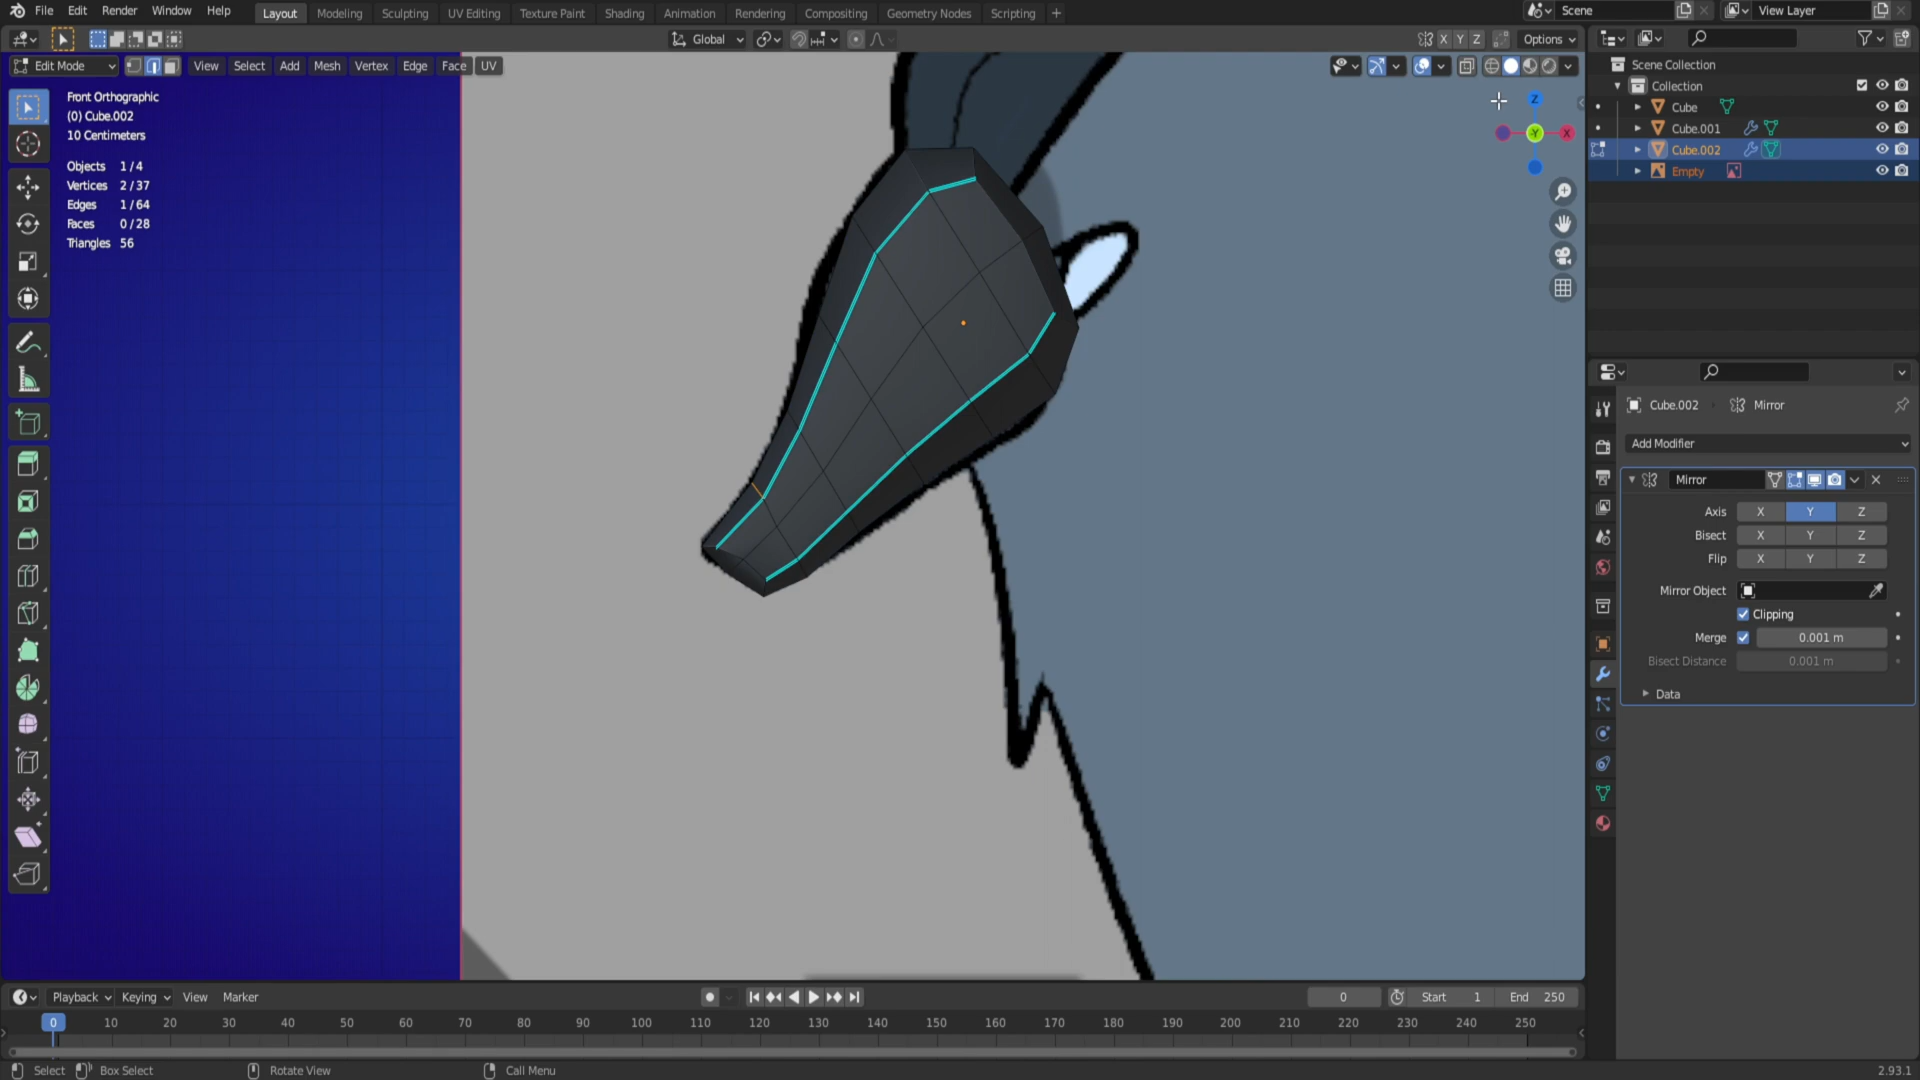 File Edit Render Window Help
Layout Modeling Sculpting UV Editing Texture Paint Shading Animation Rendering Compositing Geometry Nodes Scripting +
Scene
View Layer
Global
X Y Z
Options
Edit Mode
View Select Add Mesh Vertex Edge Face UV
Front Orthographic
(0) Cube.002
10 Centimeters
Objects 1/4
Vertices 2/37
Edges 1/64
Faces 0/28
Triangles 56
Z
Y
X
Scene Collection
Collection
Cube
Cube.001
Cube.002
Empty
Cube.002 Mirror
Add Modifier
Mirror
Axis X Y Z
Bisect X Y Z
Flip X Y Z
Mirror Object
Clipping
Merge 0.001 m
Bisect Distance 0.001 m
Data
Playback Keying View Marker
0 Start 1 End 250
0 10 20 30 40 50 60 70 80 90 100 110 120 130 140 150 160 170 180 190 200 210 220 230 240 250
Select Box Select Rotate View Call Menu 2.93.1